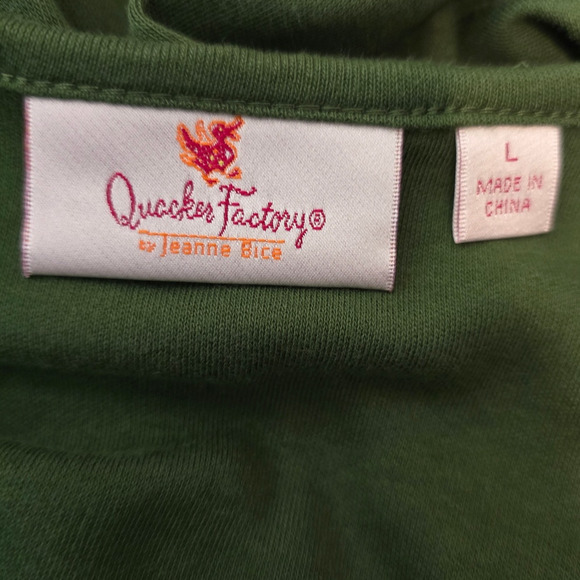 Quacker Factory®
by Jeanne Bice
L
MADE IN
CHINA